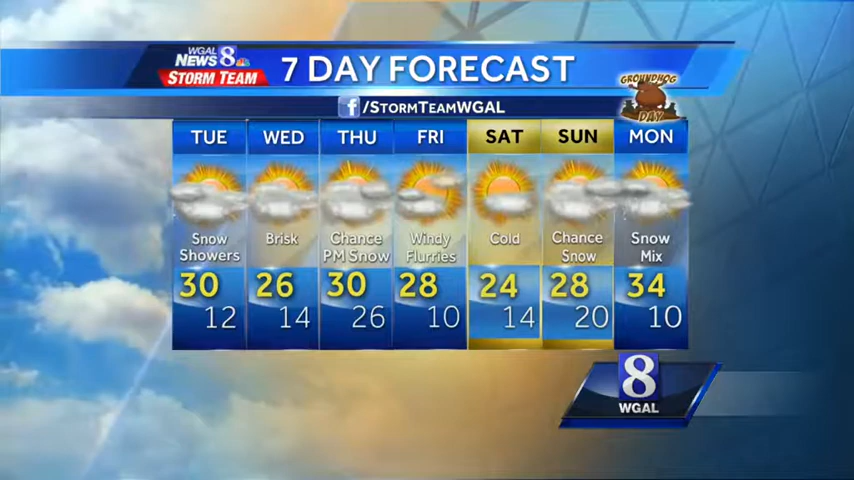 WGAL
NEWS 8
STORM TEAM
7 DAY FORECAST
f/STORMTEAMWGAL
GROUNDHOG
DAY
TUE WED THU FRI SAT SUN MON
Snow Showers
Brisk
Chance PM Snow
Windy Flurries
Cold
Chance Snow
Snow Mix
30 26 30 28 24 28 34
12 14 26 10 14 20 10
8
WGAL